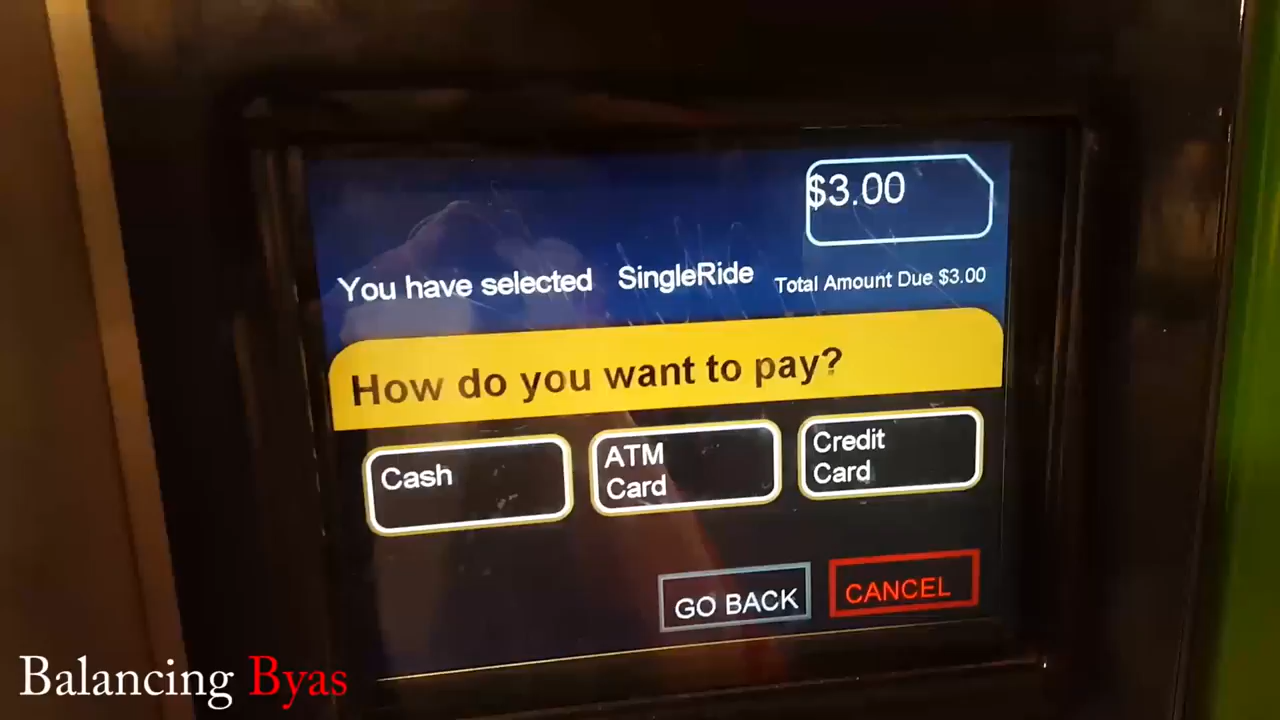 $3.00
You have selected SingleRide Total Amount Due $3.00
How do you want to pay?
Cash
ATM
Card
Credit
Card
GO BACK
CANCEL
Balancing Byas